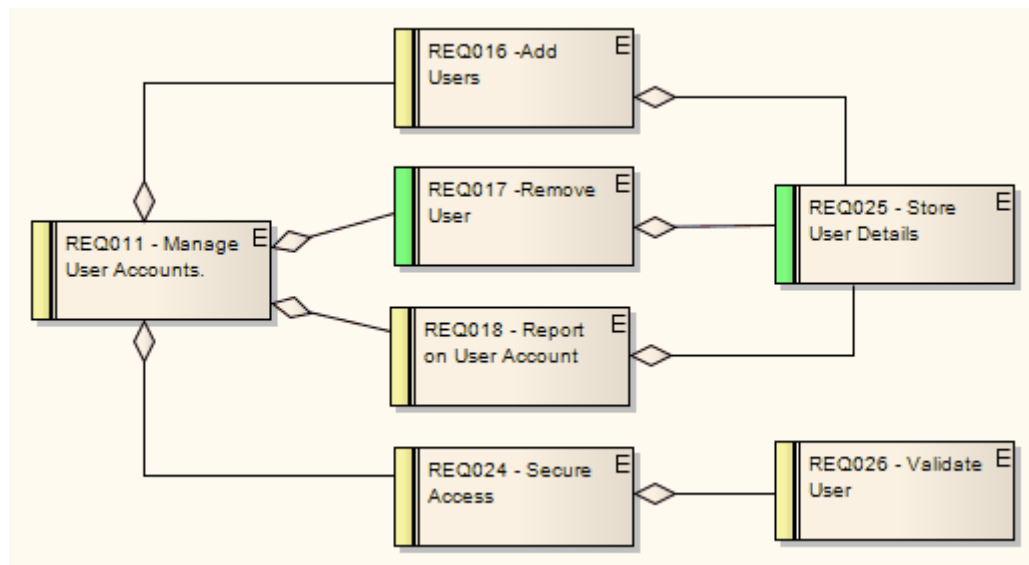 REQ016 -Add E
Users
REQ017 -Remove E
User
REQ025 - Store E
User Details
REQ011 - Manage E
User Accounts.
REQ018 - Report E
on User Account
REQ024 - Secure E
Access
REQ026 - Validate E
User